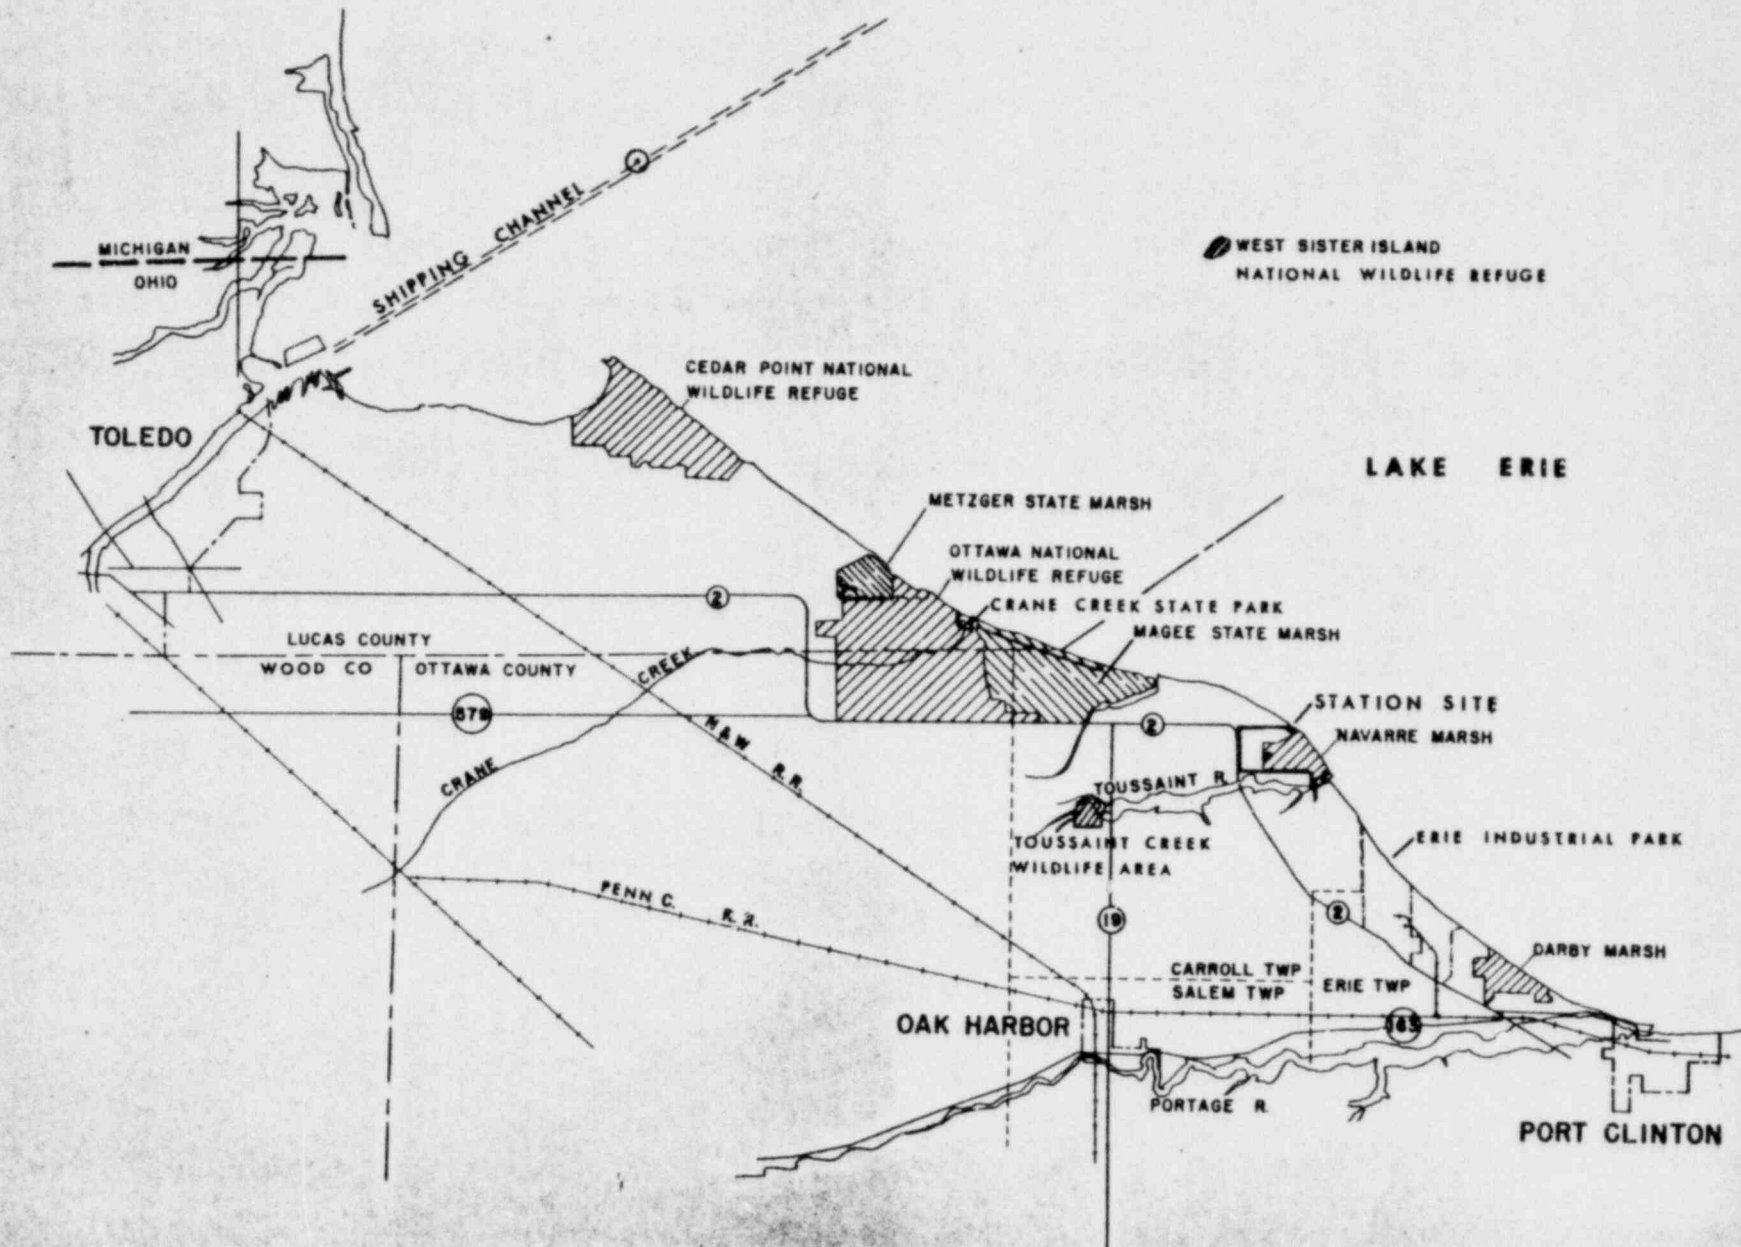 SHIPPING CHANNEL
MICHIGAN
OHIO
WEST SISTER ISLAND
NATIONAL WILDLIFE REFUGE
CEDAR POINT NATIONAL
WILDLIFE REFUGE
TOLEDO
LAKE ERIE
METZGER STATE MARSH
OTTAWA NATIONAL
WILDLIFE REFUGE
2
CRANE CREEK STATE PARK
MAGEE STATE MARSH
LUCAS COUNTY
WOOD CO
OTTAWA COUNTY
CRANE CREEK
579
STATION SITE
2
NAVARRE MARSH
N & W R. R.
TOUSSAINT R.
TOUSSAINT CREEK
WILDLIFE AREA
ERIE INDUSTRIAL PARK
PENN C. R. R.
19
2
DARBY MARSH
CARROLL TWP
SALEM TWP
ERIE TWP
OAK HARBOR
163
PORTAGE R.
PORT CLINTON